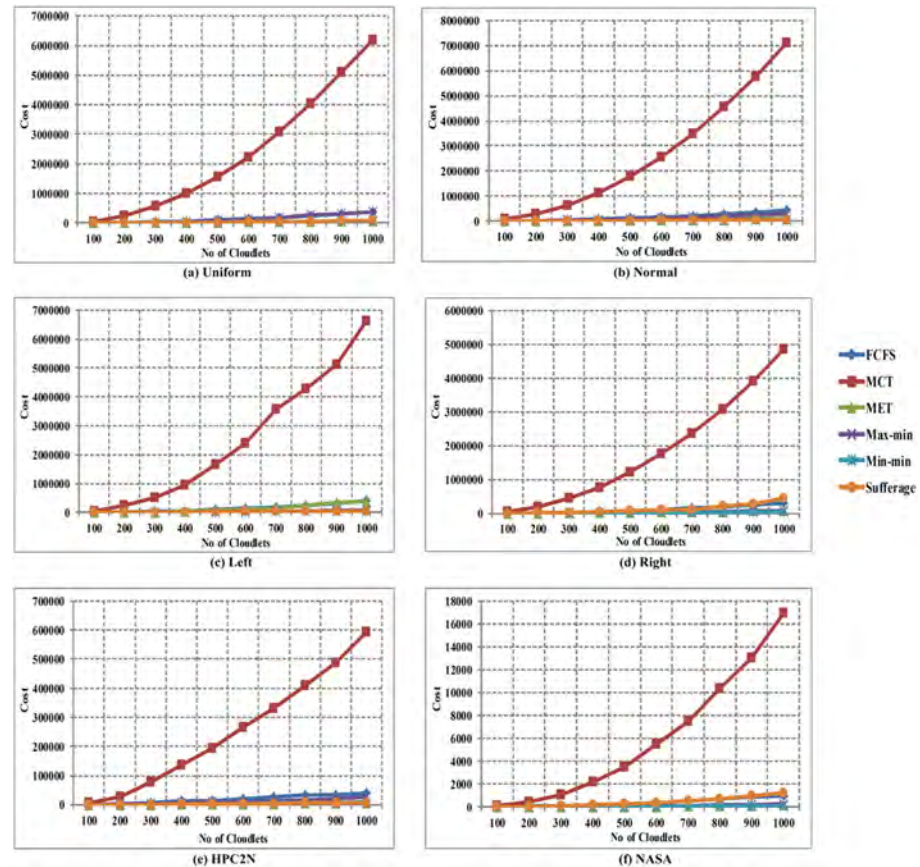 7000000
6000000
5000000
4000000
3000000
2000000
1000000
0
Cost
100 200 300 400 500 600 700 800 900 1000
No of Cloudlets
(a) Uniform
8000000
7000000
6000000
5000000
4000000
3000000
2000000
1000000
0
Cost
100 200 300 400 500 600 700 800 900 1000
No of Cloudlets
(b) Normal
7000000
6000000
5000000
4000000
3000000
2000000
1000000
0
Cost
100 200 300 400 500 600 700 800 900 1000
No of Cloudlets
(c) Left
6000000
5000000
4000000
3000000
2000000
1000000
0
Cost
100 200 300 400 500 600 700 800 900 1000
No of Cloudlets
(d) Right
FCFS
MCT
MET
Max-min
Min-min
Sufferage
700000
600000
500000
400000
300000
200000
100000
0
Cost
100 200 300 400 500 600 700 800 900 1000
No of Cloudlets
(e) HPC2N
18000
16000
14000
12000
10000
8000
6000
4000
2000
0
Cost
100 200 300 400 500 600 700 800 900 1000
No of Cloudlets
(f) NASA